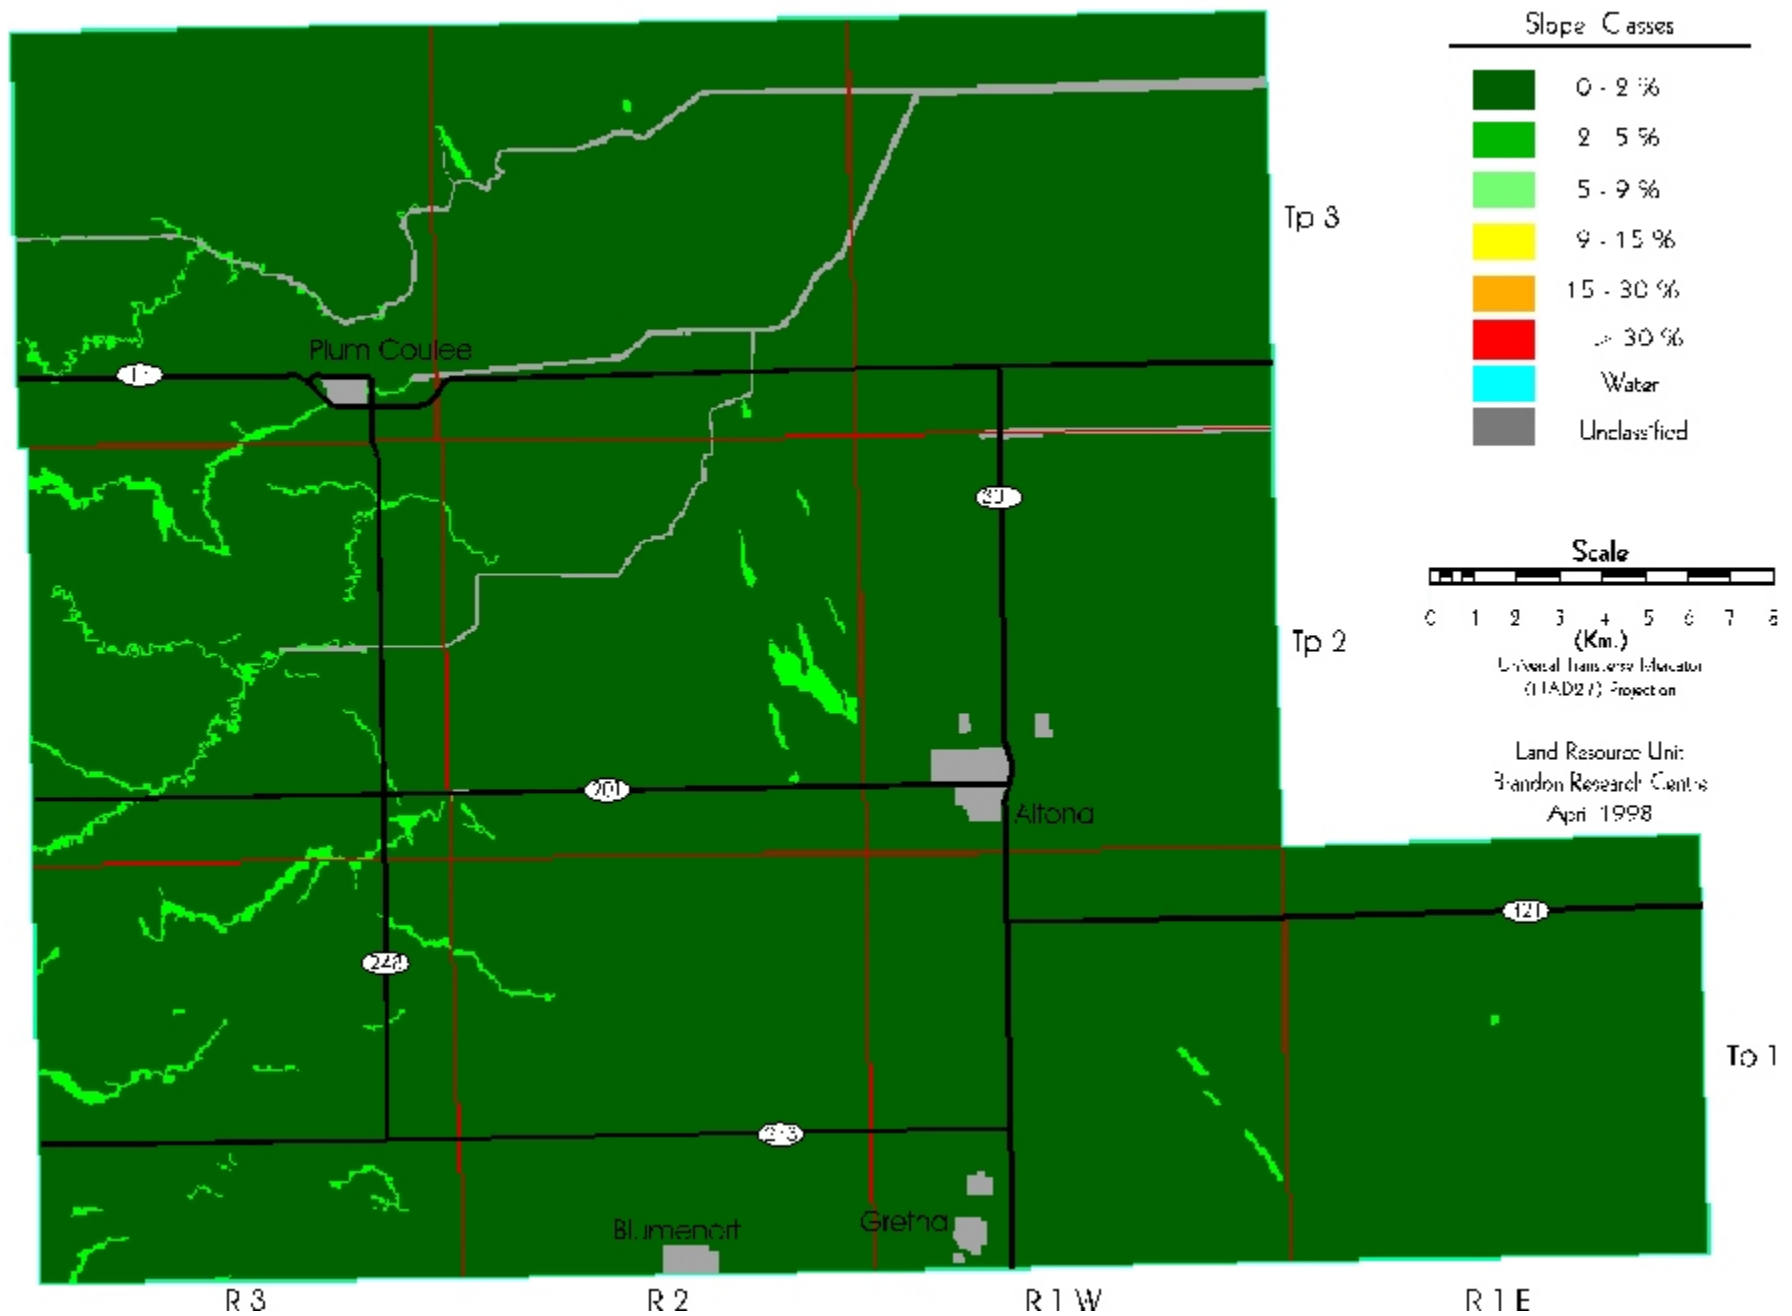 Slope Classes
0 - 2 %
2 5 %
5 - 9 %
9 - 15 %
15 - 30 %
> 30 %
Water
Unclassified
Tp 3
Plum Coulee
Scale
0 1 2 3 4 5 6 7 8
(Km.)
Universal Transverse Mercator
(NAD27) Projection
Tp 2
Land Resource Unit
Brandon Research Centre
April 1998
201
Altona
421
Tp 1
Gretna
Blumenort
R 3
R 2
R 1 W
R 1 E